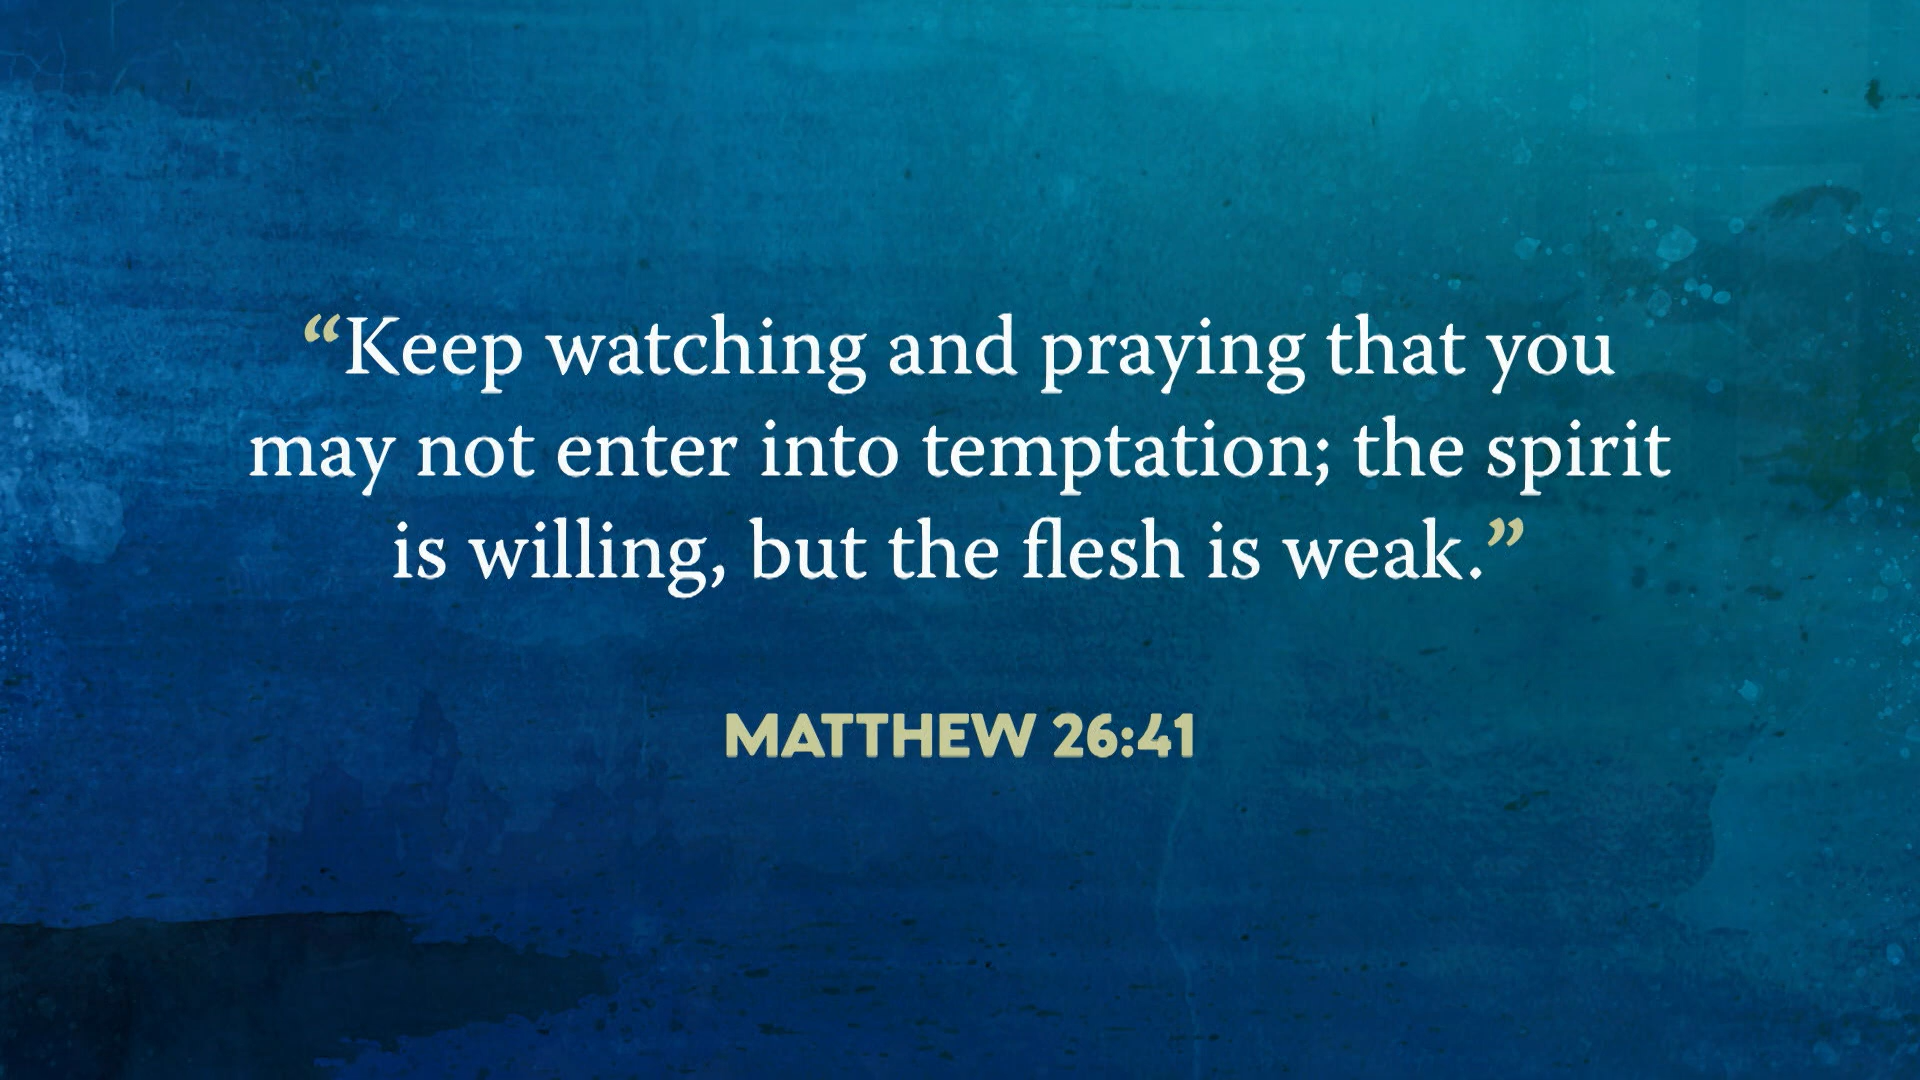 “Keep watching and praying that you
may not enter into temptation; the spirit
is willing, but the flesh is weak.”
MATTHEW 26:41